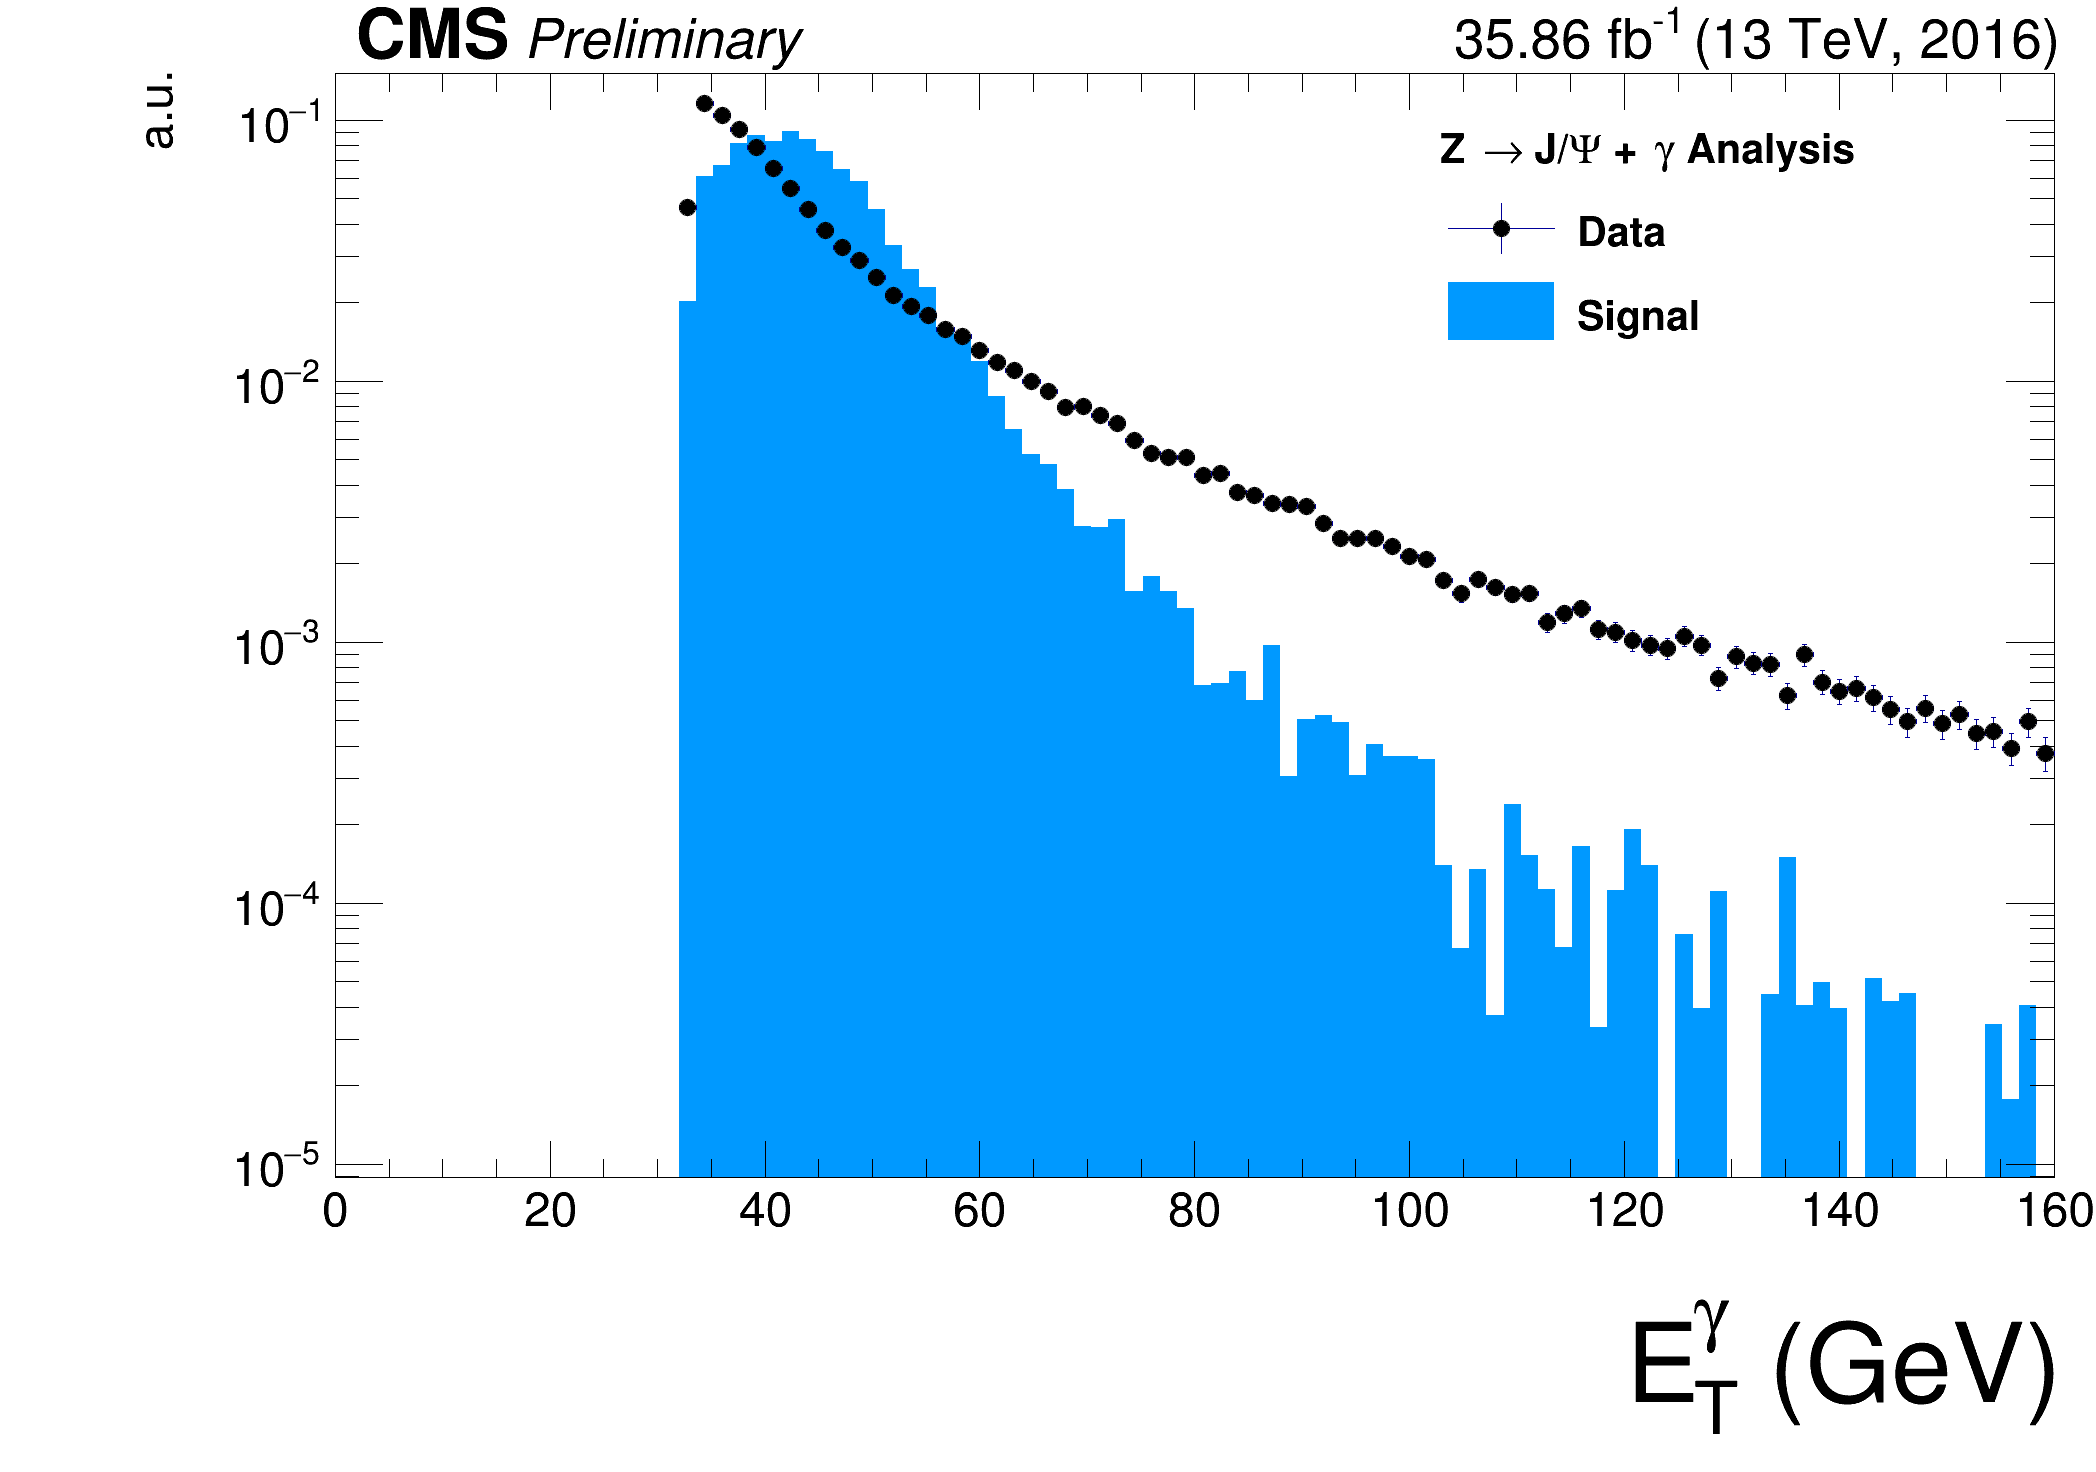 CMS Preliminary 35.86 fb⁻¹ (13 TeV, 2016)
a.u.
10⁻¹
10⁻²
10⁻³
10⁻⁴
10⁻⁵
Z → J/Ψ + γ Analysis
Data
Signal
0 20 40 60 80 100 120 140 160
E_T^γ (GeV)